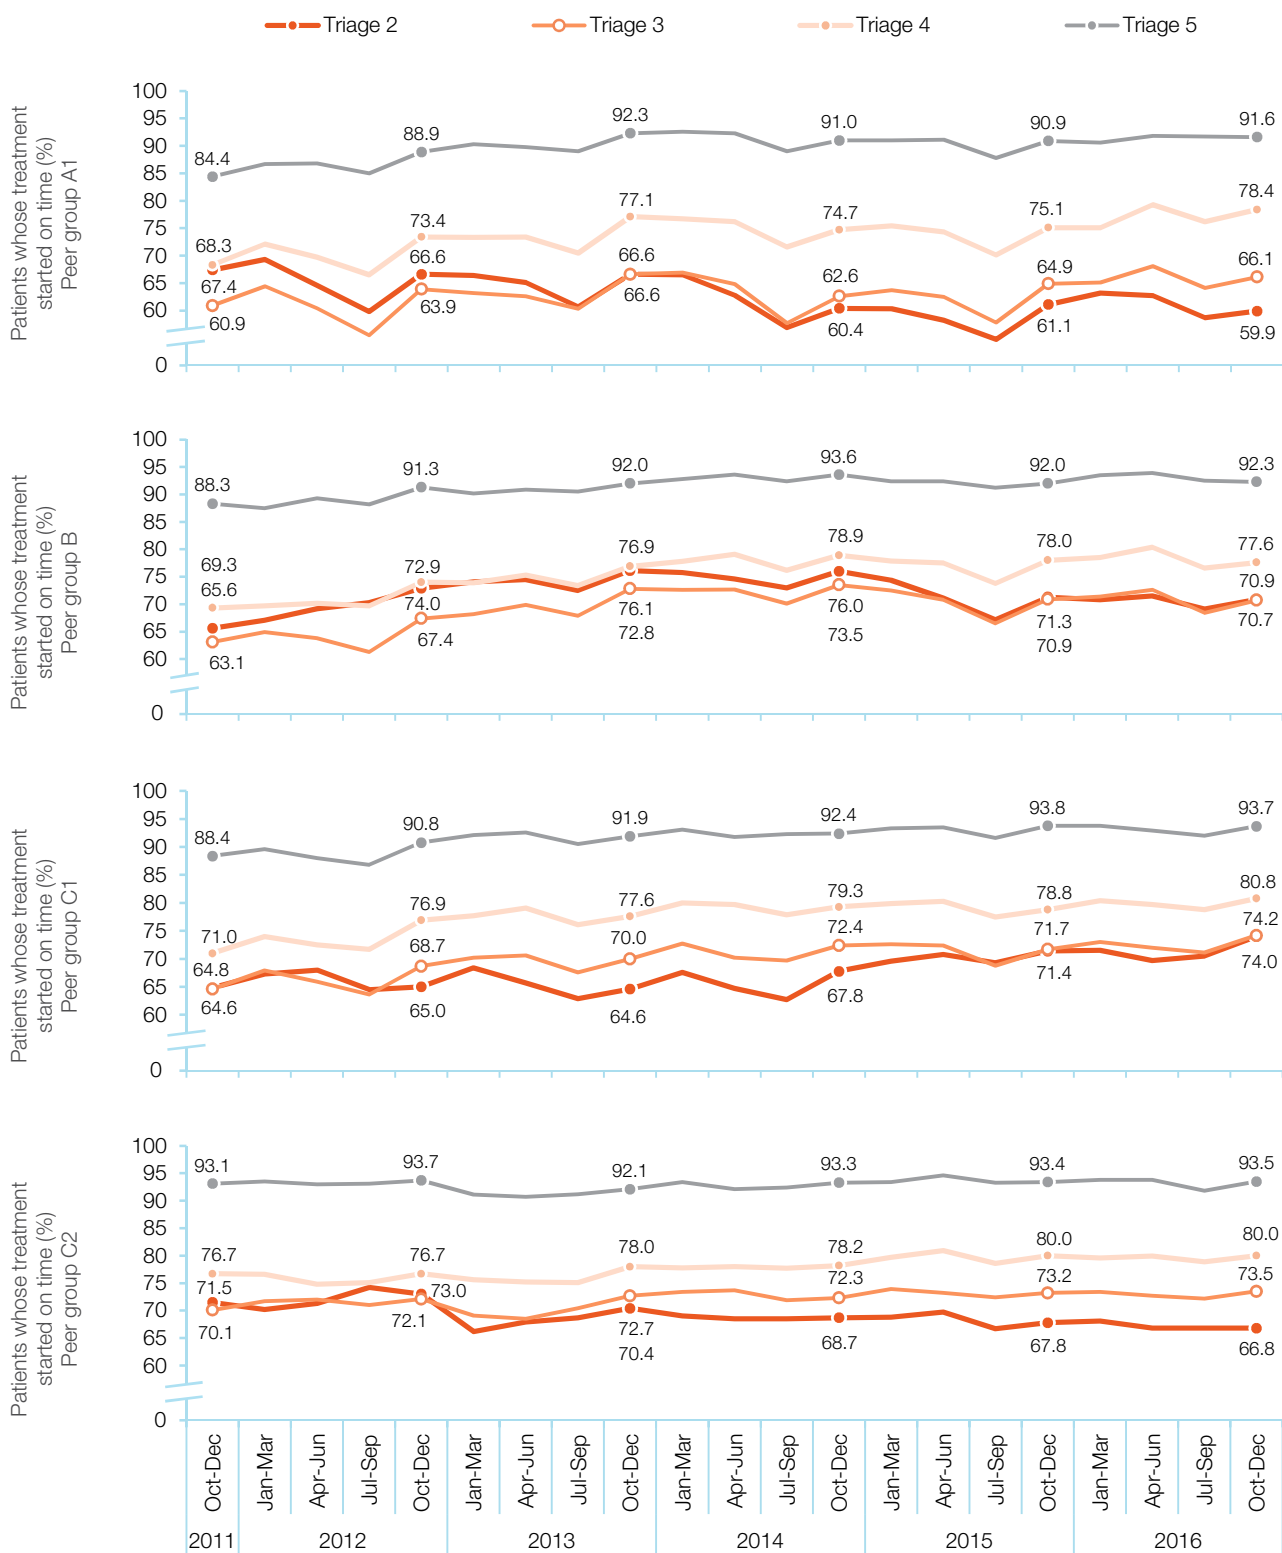 Triage 2 Triage 3 Triage 4 Triage 5
Patients whose treatment
started on time (%)
Peer group A1
100
95
90
85
80
75
70
65
60
0
84.4 88.9 92.3 91.0 90.9 91.6
68.3 73.4 77.1 74.7 75.1 78.4
67.4 66.6 66.6 62.6 64.9 66.1
60.9 63.9 66.6 60.4 61.1 59.9
Patients whose treatment
started on time (%)
Peer group B
100
95
90
85
80
75
70
65
60
0
88.3 91.3 92.0 93.6 92.0 92.3
69.3 72.9 76.9 78.9 78.0 77.6
65.6 74.0 76.1 76.0 71.3 70.9
63.1 67.4 72.8 73.5 70.9 70.7
Patients whose treatment
started on time (%)
Peer group C1
100
95
90
85
80
75
70
65
60
0
88.4 90.8 91.9 92.4 93.8 93.7
71.0 76.9 77.6 79.3 78.8 80.8
64.8 68.7 70.0 72.4 71.7 74.2
64.6 65.0 64.6 67.8 71.4 74.0
Patients whose treatment
started on time (%)
Peer group C2
100
95
90
85
80
75
70
65
60
0
93.1 93.7 92.1 93.3 93.4 93.5
76.7 76.7 78.0 78.2 80.0 80.0
71.5 73.0 72.7 72.3 73.2 73.5
70.1 72.1 70.4 68.7 67.8 66.8
Oct-Dec Jan-Mar Apr-Jun Jul-Sep Oct-Dec Jan-Mar Apr-Jun Jul-Sep Oct-Dec Jan-Mar Apr-Jun Jul-Sep Oct-Dec Jan-Mar Apr-Jun Jul-Sep Oct-Dec Jan-Mar Apr-Jun Jul-Sep Oct-Dec
2011 2012 2013 2014 2015 2016